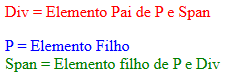 Div = Elemento Pai de P e Span
P = Elemento Filho
Span = Elemento filho de P e Div